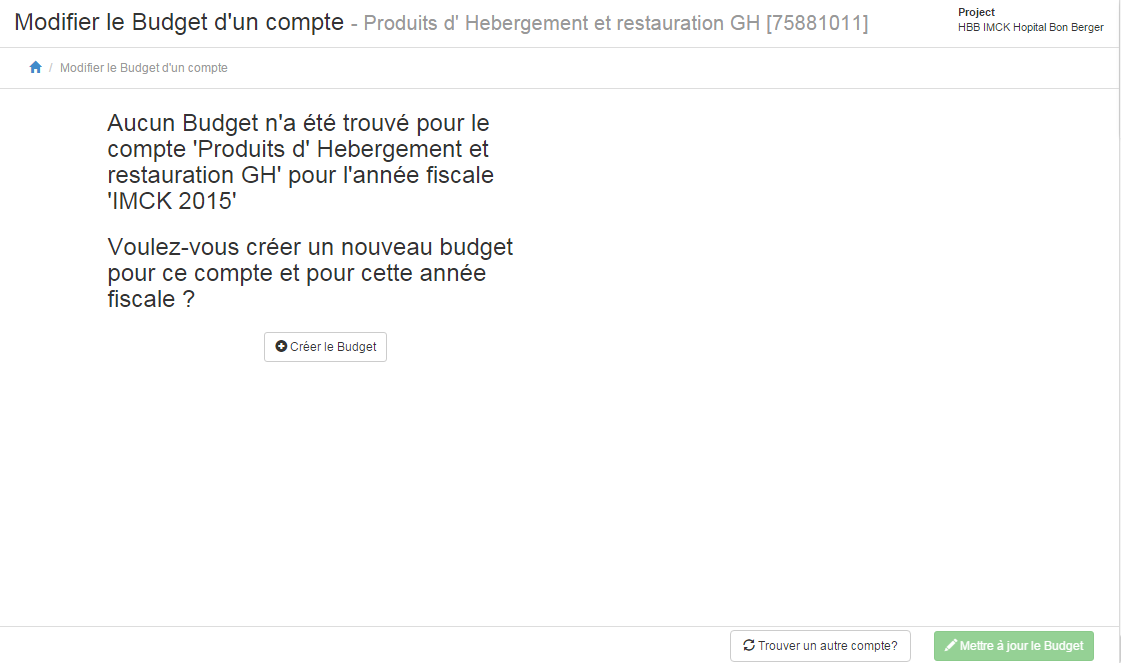 Modifier le Budget d'un compte - Produits d' Hebergement et restauration GH [75881011]
Project
HBB IMCK Hopital Bon Berger
/ Modifier le Budget d'un compte
Aucun Budget n'a été trouvé pour le
compte 'Produits d' Hebergement et
restauration GH' pour l'année fiscale
'IMCK 2015'
Voulez-vous créer un nouveau budget
pour ce compte et pour cette année
fiscale ?
Créer le Budget
Trouver un autre compte?
Mettre à jour le Budget